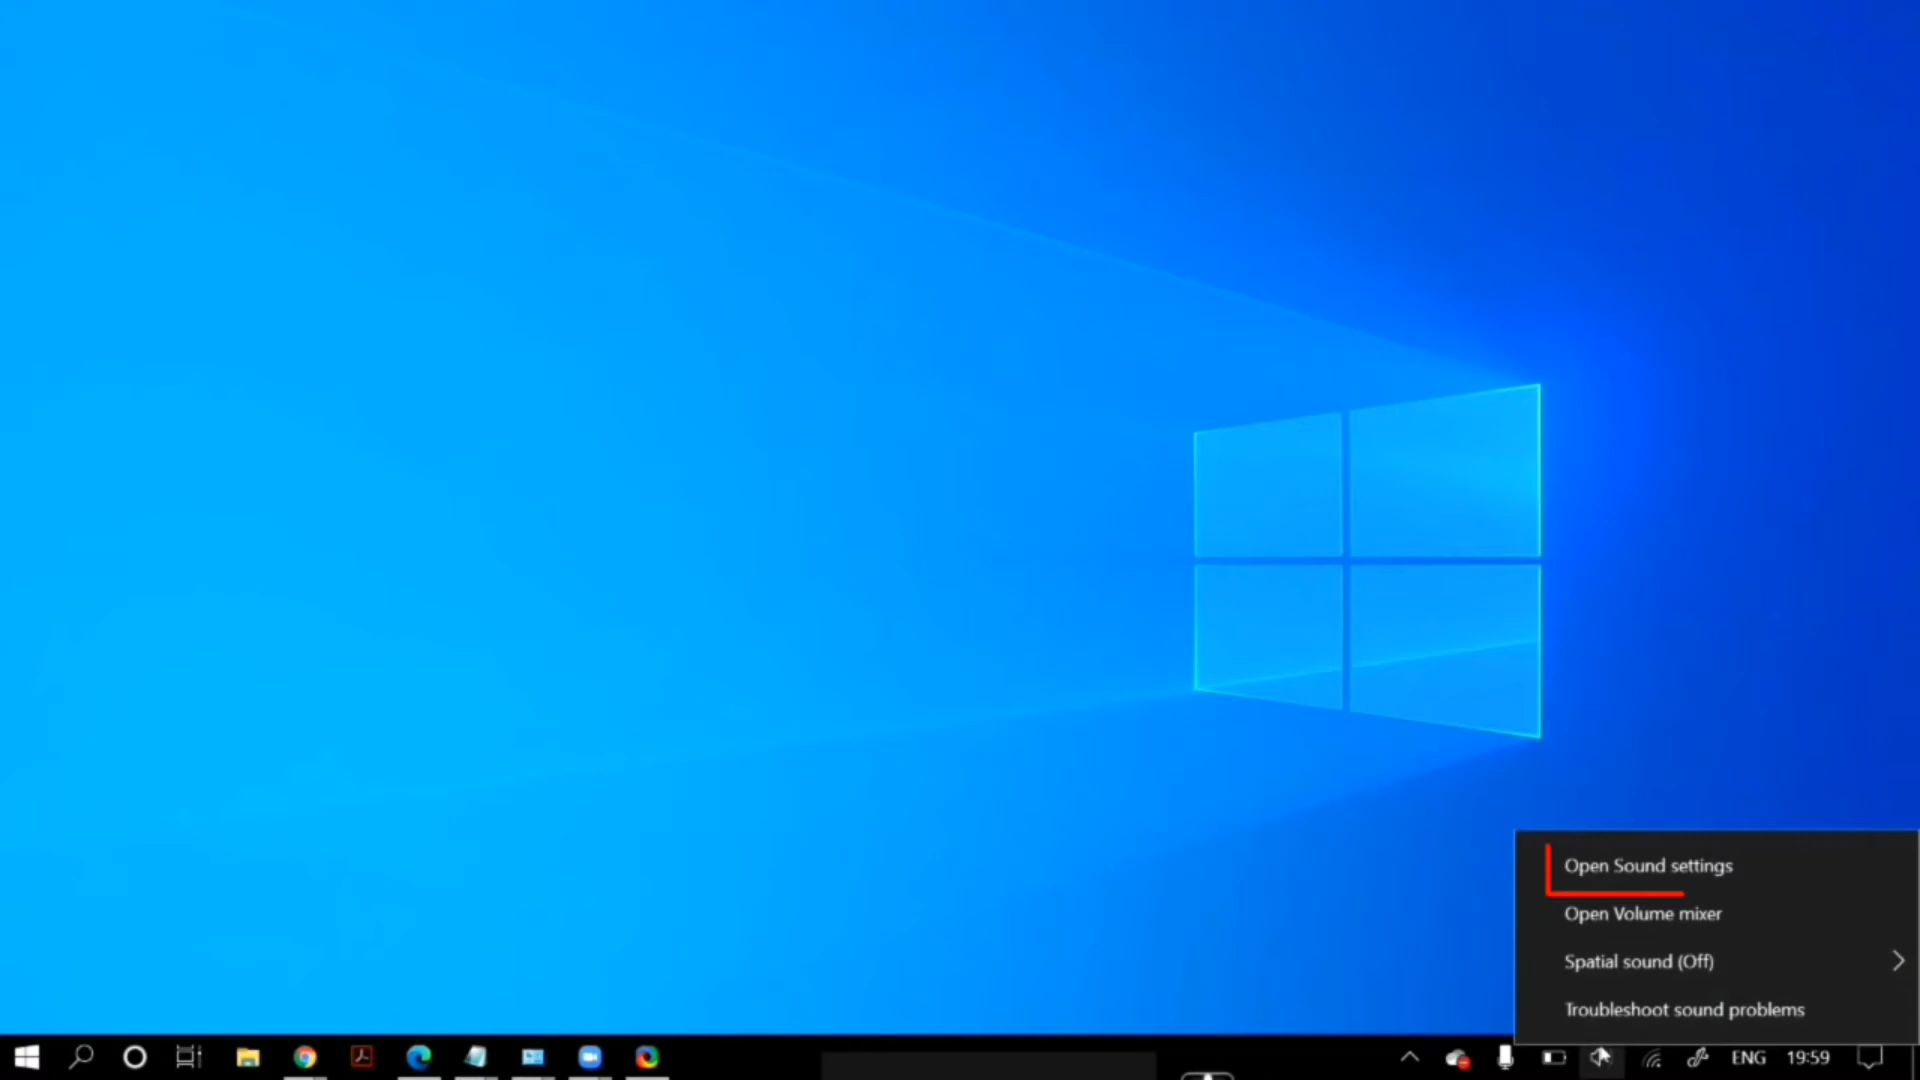 Open Sound settings
Open Volume mixer
Spatial sound (Off)
Troubleshoot sound problems
ENG 19:59